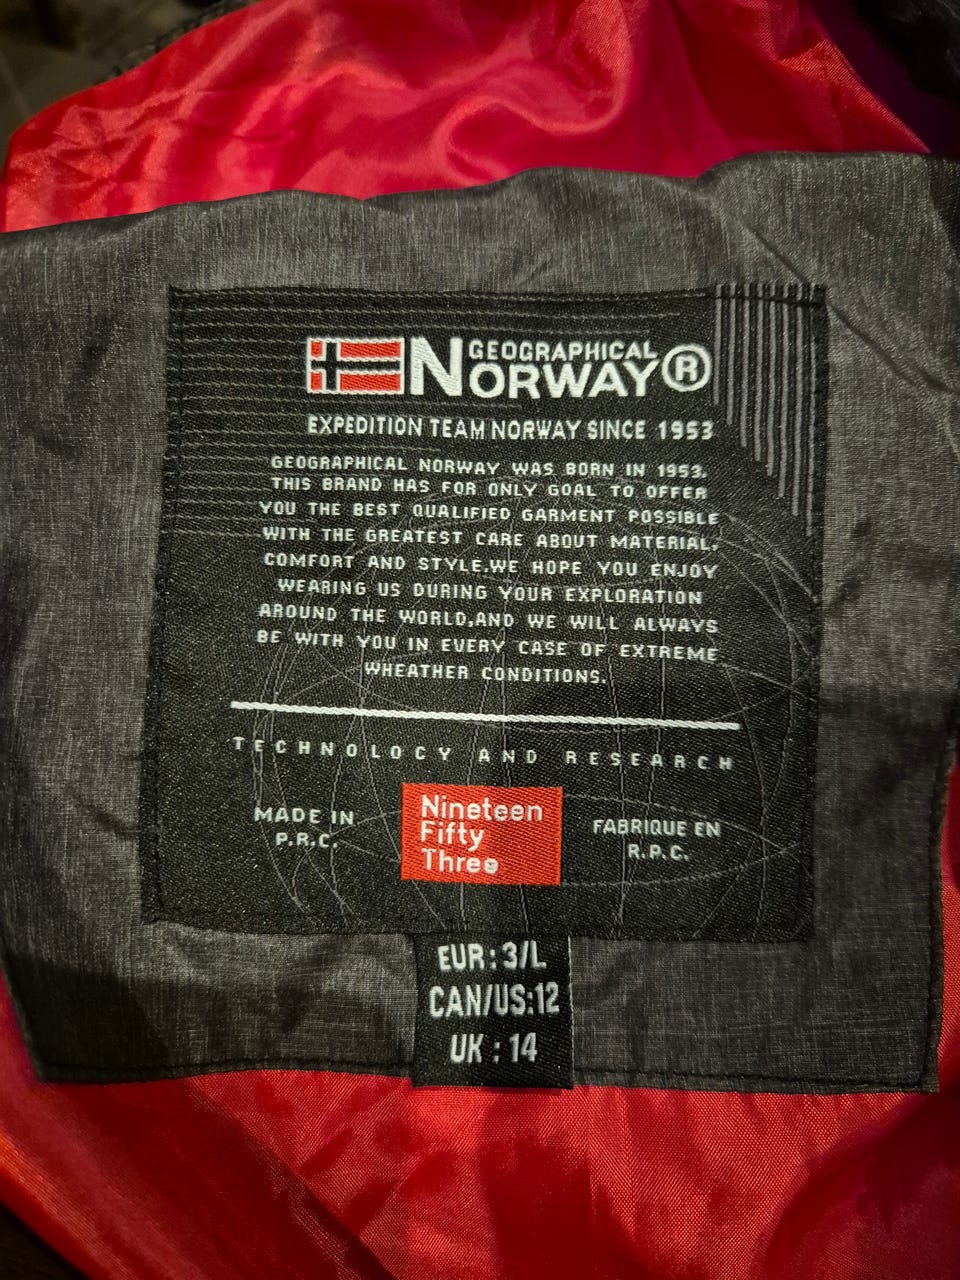 GEOGRAPHICAL
NORWAY®
EXPEDITION TEAM NORWAY SINCE 1953
GEOGRAPHICAL NORWAY WAS BORN IN 1953.
THIS BRAND HAS FOR ONLY GOAL TO OFFER
YOU THE BEST QUALIFIED GARMENT POSSIBLE
WITH THE GREATEST CARE ABOUT MATERIAL,
COMFORT AND STYLE.WE HOPE YOU ENJOY
WEARING US DURING YOUR EXPLORATION
AROUND THE WORLD,AND WE WILL ALWAYS
BE WITH YOU IN EVERY CASE OF EXTREME
WHEATHER CONDITIONS.
TECHNOLOCY AND RESEARCH
MADE IN
P.R.C.
Nineteen
Fifty
Three
FABRIQUE EN
R.P.C.
EUR : 3/L
CAN/US:12
UK : 14